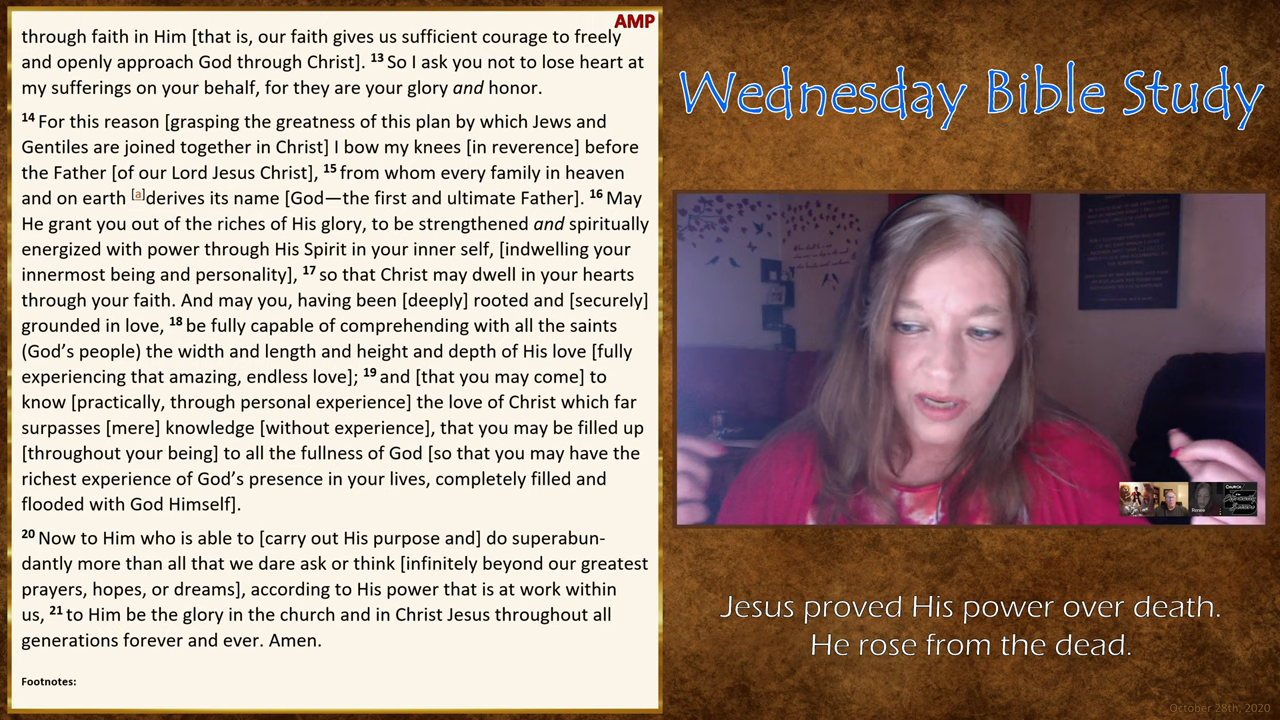 AMP
through faith in Him [that is, our faith gives us sufficient courage to freely
and openly approach God through Christ]. 13 So I ask you not to lose heart at
my sufferings on your behalf, for they are your glory and honor.
14 For this reason [grasping the greatness of this plan by which Jews and
Gentiles are joined together in Christ] I bow my knees [in reverence] before
the Father [of our Lord Jesus Christ], 15 from whom every family in heaven
and on earth [a]derives its name [God—the first and ultimate Father]. 16 May
He grant you out of the riches of His glory, to be strengthened and spiritually
energized with power through His Spirit in your inner self, [indwelling your
innermost being and personality], 17 so that Christ may dwell in your hearts
through your faith. And may you, having been [deeply] rooted and [securely]
grounded in love, 18 be fully capable of comprehending with all the saints
(God's people) the width and length and height and depth of His love [fully
experiencing that amazing, endless love]; 19 and [that you may come] to
know [practically, through personal experience] the love of Christ which far
surpasses [mere] knowledge [without experience], that you may be filled up
[throughout your being] to all the fullness of God [so that you may have the
richest experience of God's presence in your lives, completely filled and
flooded with God Himself].
20 Now to Him who is able to [carry out His purpose and] do superabun-
dantly more than all that we dare ask or think [infinitely beyond our greatest
prayers, hopes, or dreams], according to His power that is at work within
us, 21 to Him be the glory in the church and in Christ Jesus throughout all
generations forever and ever. Amen.
Footnotes:
Wednesday Bible Study
Renee
CHURCH
Jesus proved His power over death.
He rose from the dead.
October 28th, 2020